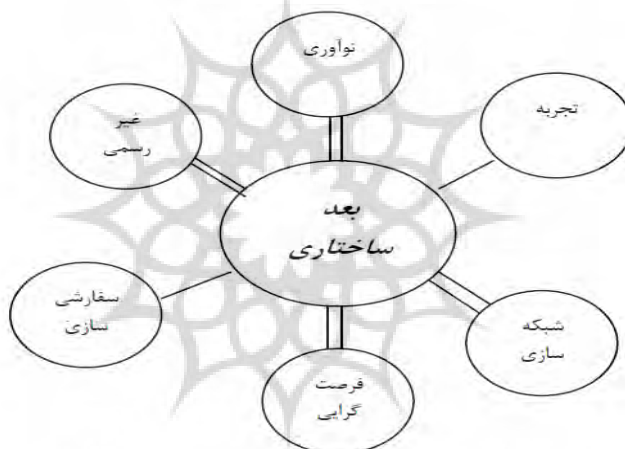 نوآوری
تجربه
غیر
رسمی
بعد
ساختاری
سفارشی
سازی
شبکه
سازی
فرصت
گرایی